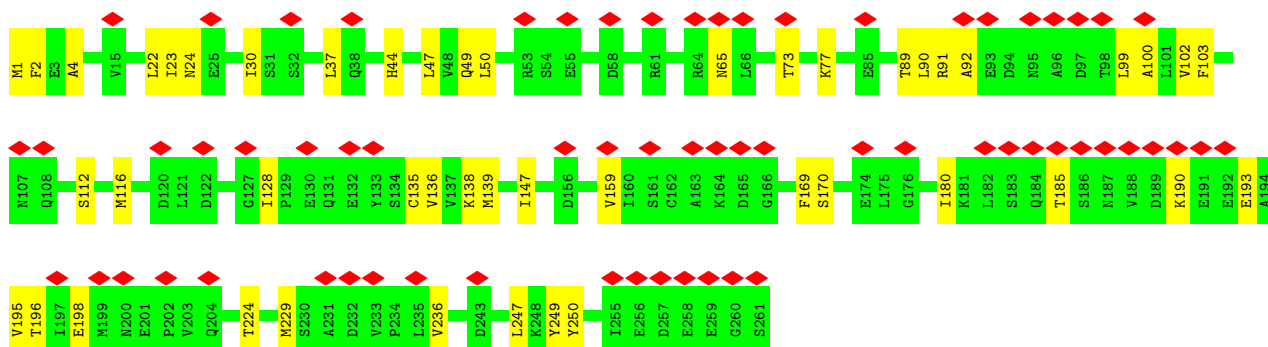 M1 F2 E3 A4 V15 L22 I23 N24 E25 I30 S31 S32 L37 Q38 H44 L47 V48 Q49 L50 R53 S54 E55 D58 R61 R64 N65 L66 T73 K77 E85 T89 L90 R91 A92 E93 D94 N95 A96 D97 T98 L99 A100 L101 V102 F103
N107 Q108 S112 M116 D120 L121 D122 G127 I128 P129 E130 Q131 E132 Y133 S134 C135 V136 V137 K138 M139 I147 D156 V159 I160 S161 C162 A163 K164 D165 G166 F169 S170 E174 L175 G176 I180 K181 L182 S183 Q184 T185 S186 N187 V188 D189 K190 E191 E192 E193 A194
V195 T196 I197 E198 M199 N200 E201 P202 V203 Q204 T224 M229 S230 A231 D232 V233 P234 L235 V236 D243 L247 K248 Y249 Y250 I255 E256 D257 E258 E259 G260 S261